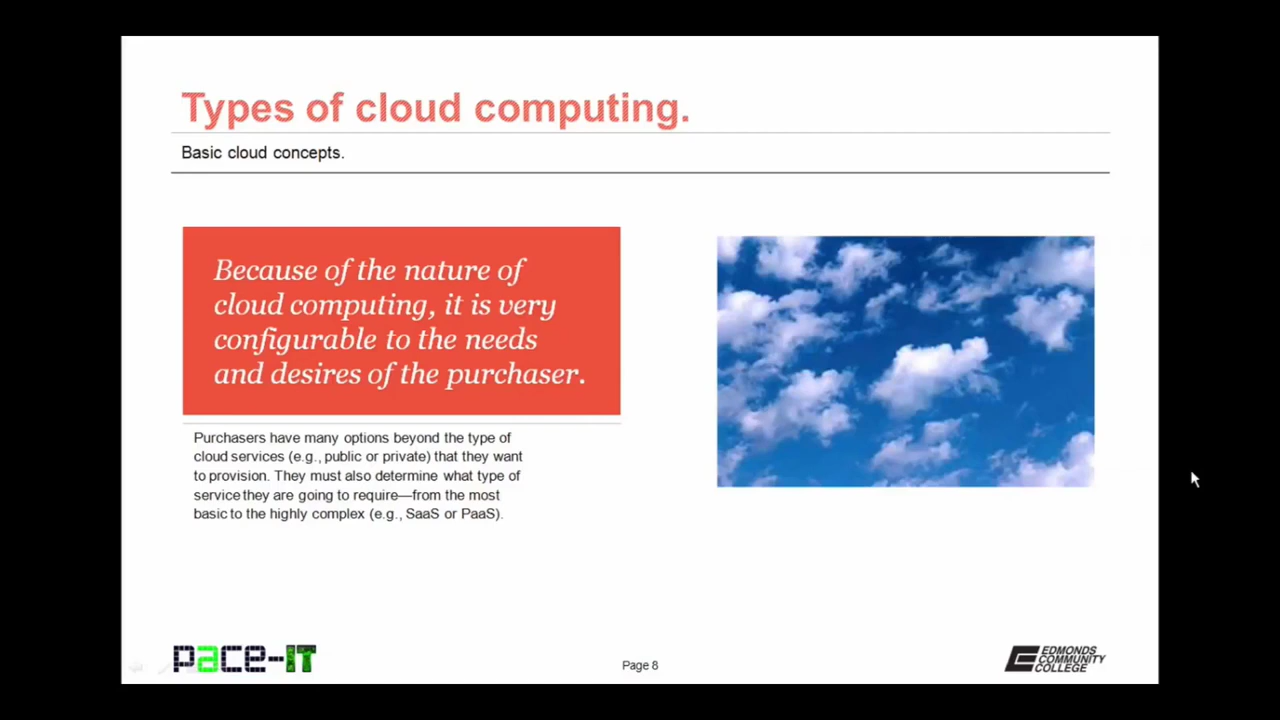 Types of cloud computing.
Basic cloud concepts.
Because of the nature of
cloud computing, it is very
configurable to the needs
and desires of the purchaser.
Purchasers have many options beyond the type of
cloud services (e.g., public or private) that they want
to provision. They must also determine what type of
service they are going to require—from the most
basic to the highly complex (e.g., SaaS or PaaS).
pace-IT
Page 8
EDMONDS
COMMUNITY
COLLEGE